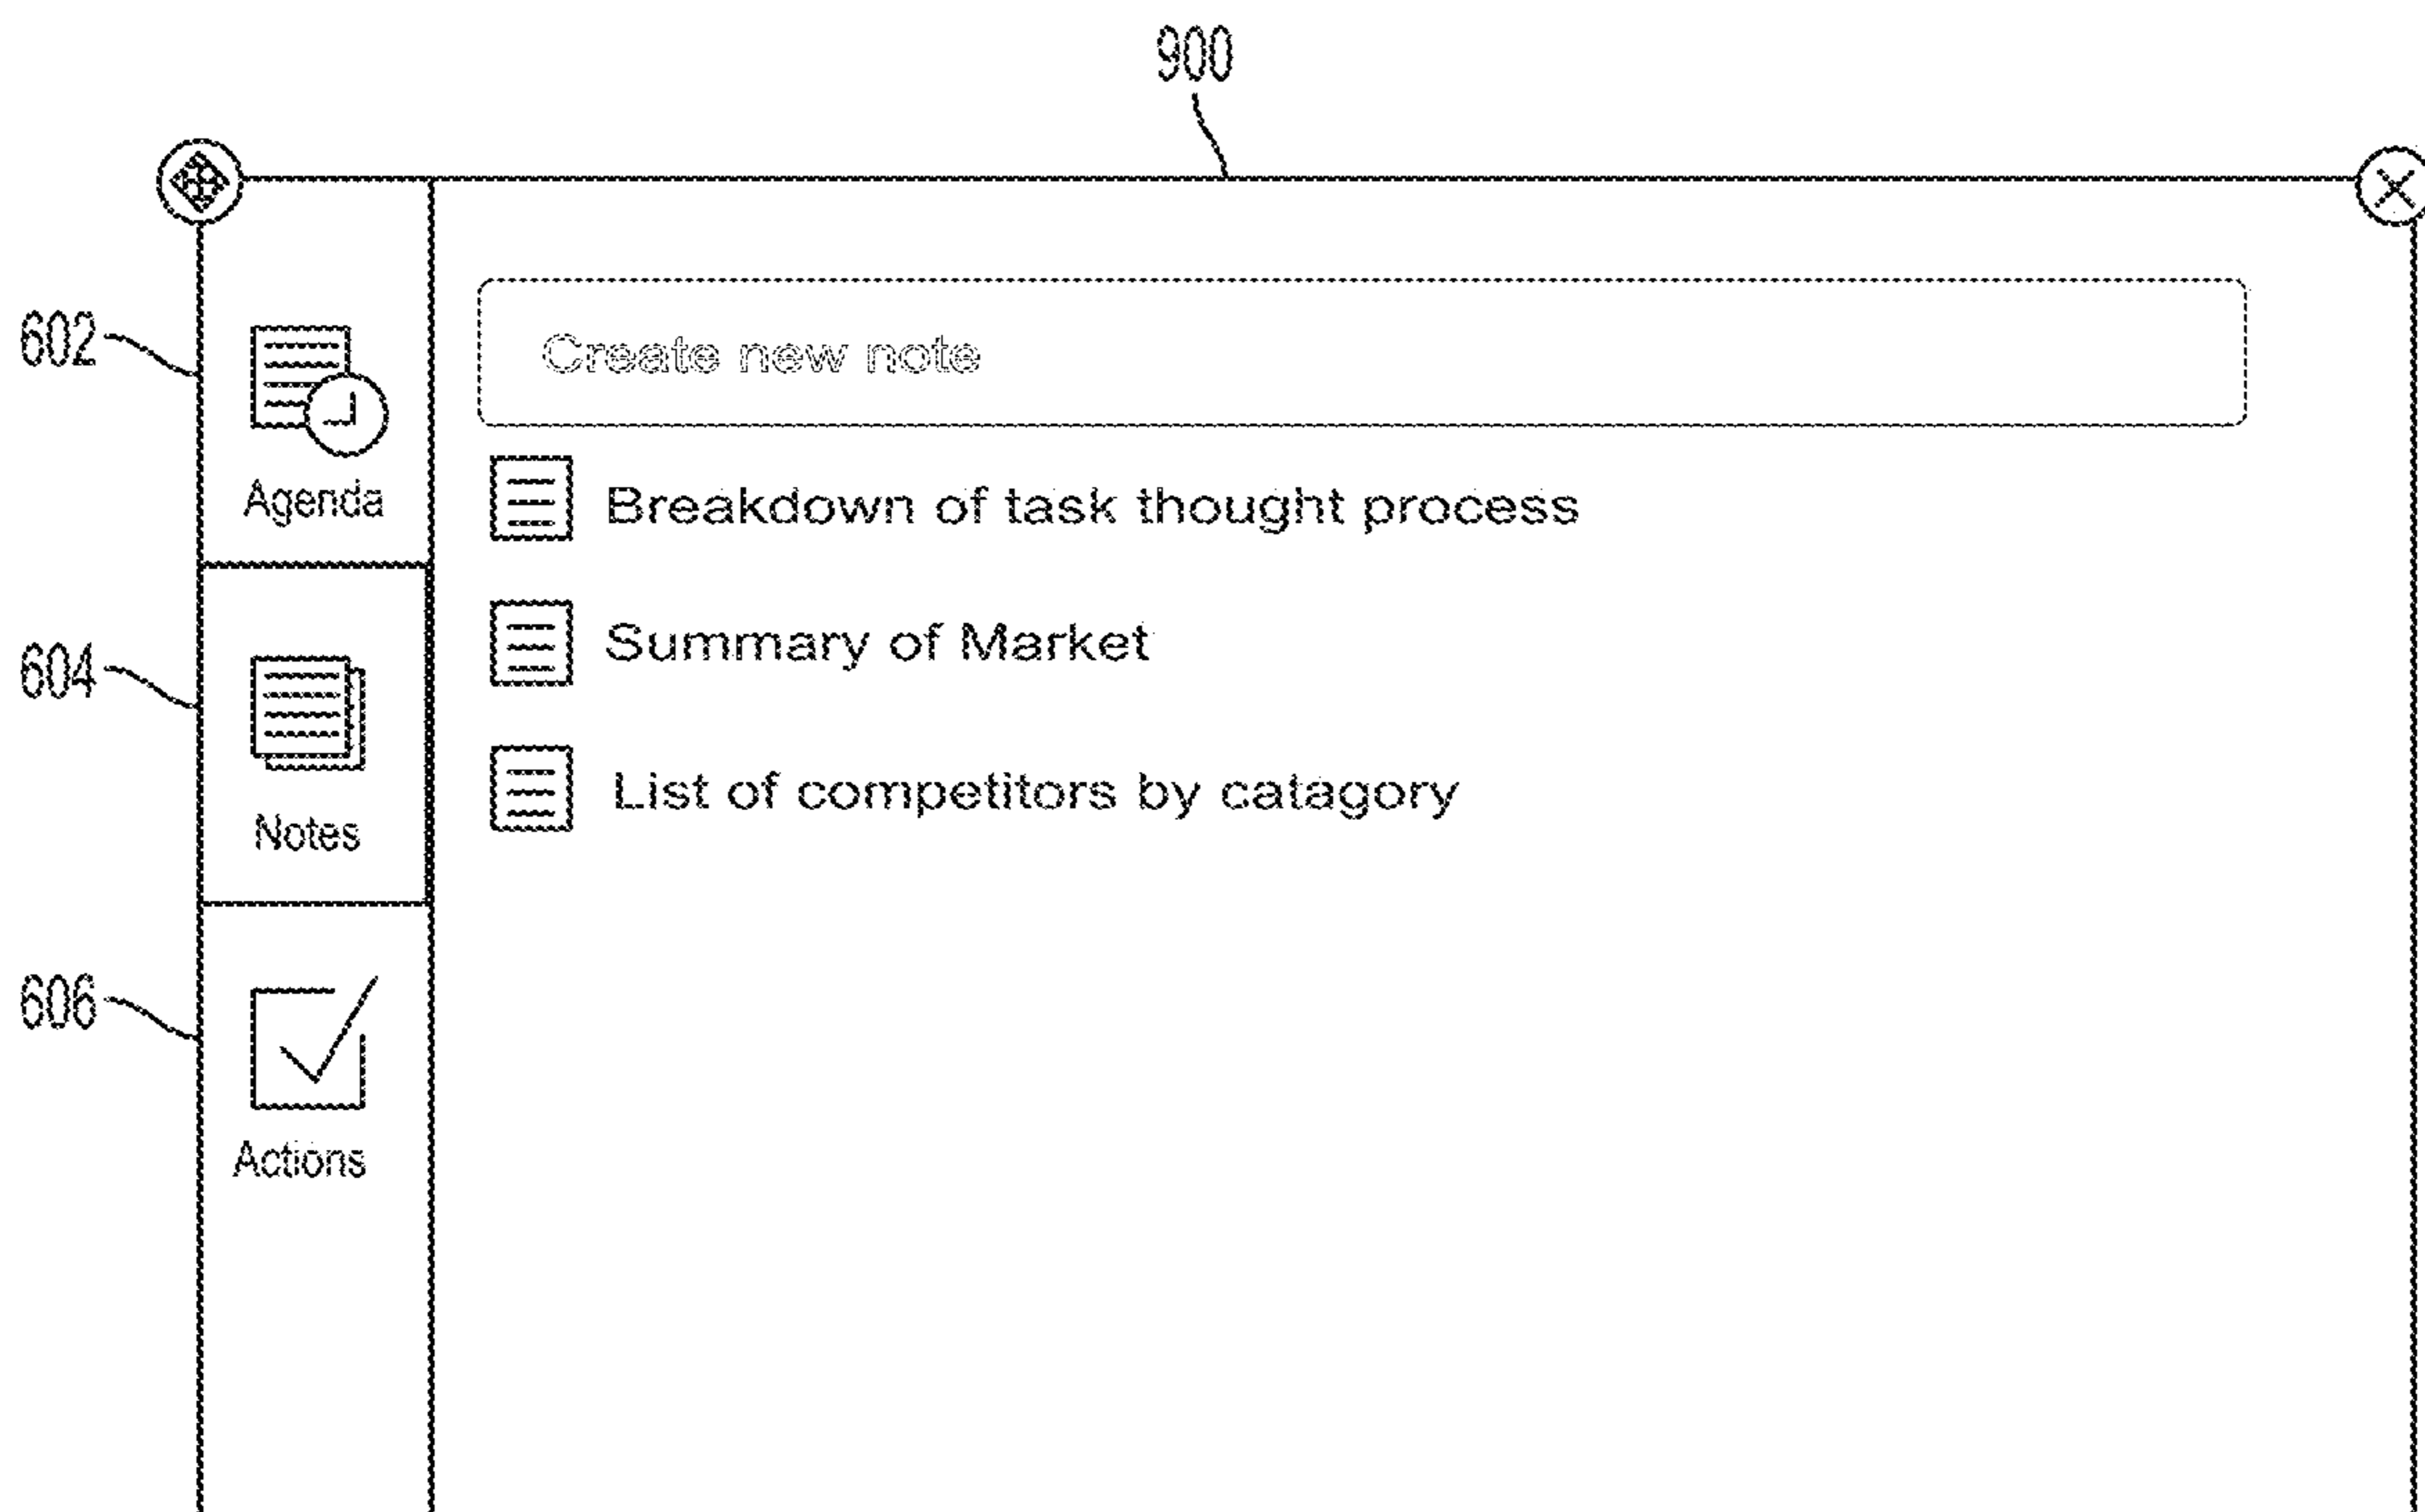 900
602
Create new note
Agenda
Breakdown of task thought process
604
Summary of Market
Notes
List of competitors by catagory
606
Actions